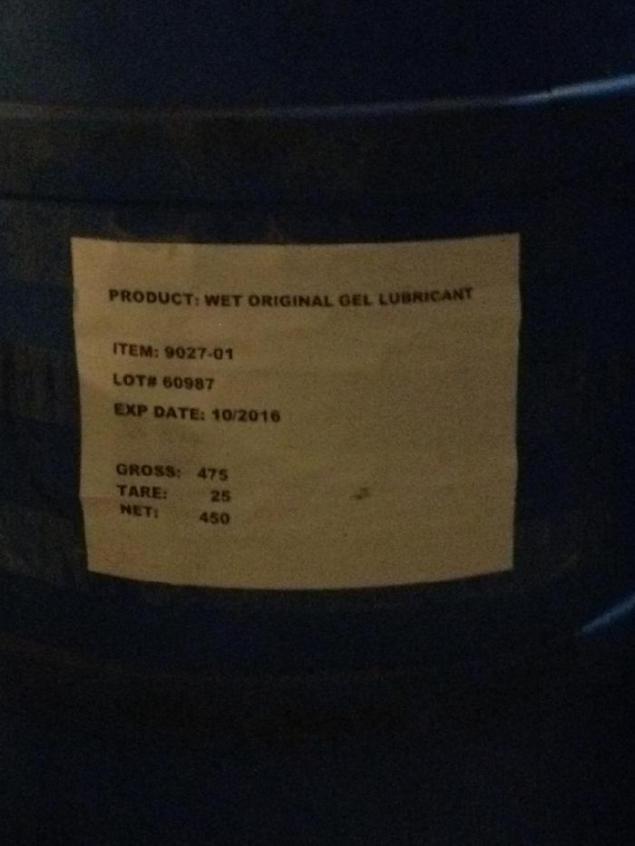 PRODUCT: WET ORIGINAL GEL LUBRICANT
ITEM: 9027-01
LOT# 60987
EXP DATE: 10/2016
GROSS: 475
TARE: 25
NET: 450